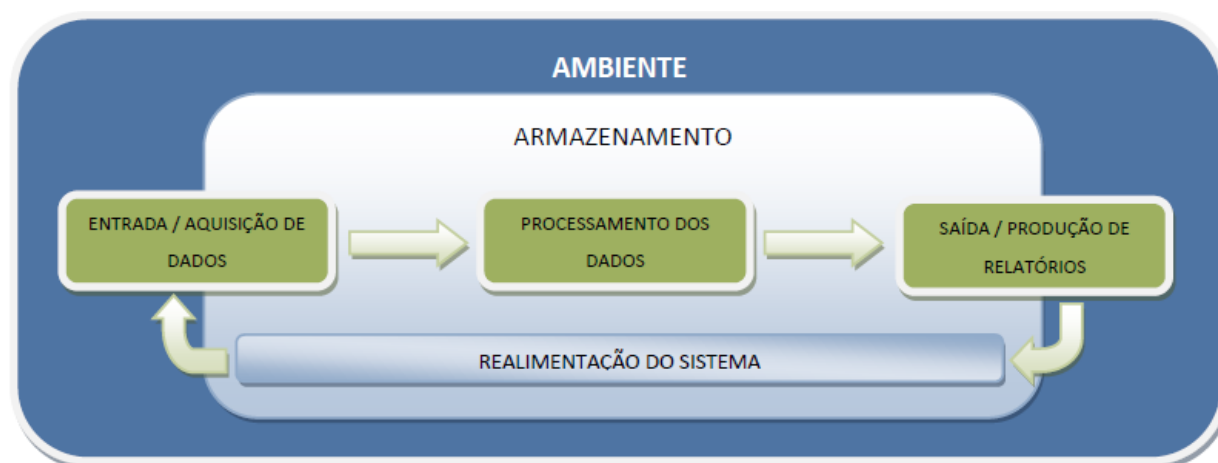 AMBIENTE
ARMAZENAMENTO
ENTRADA / AQUISIÇÃO DE
DADOS
PROCESSAMENTO DOS
DADOS
SAÍDA / PRODUÇÃO DE
RELATÓRIOS
REALIMENTAÇÃO DO SISTEMA